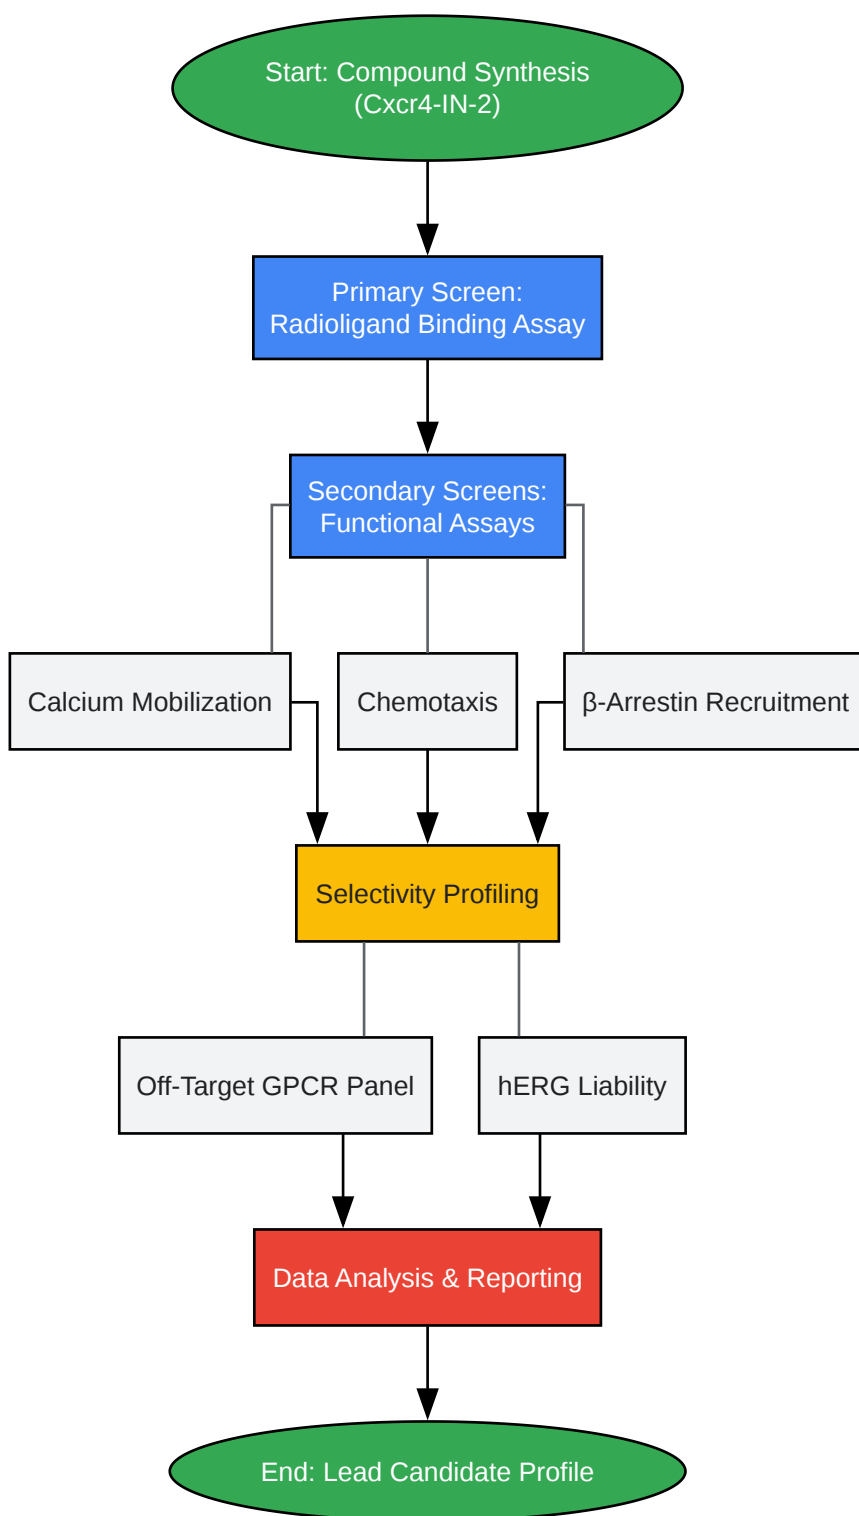 Start: Compound Synthesis
(Cxcr4-IN-2)
Primary Screen:
Radioligand Binding Assay
Secondary Screens:
Functional Assays
Calcium Mobilization
Chemotaxis
β-Arrestin Recruitment
Selectivity Profiling
Off-Target GPCR Panel
hERG Liability
Data Analysis & Reporting
End: Lead Candidate Profile